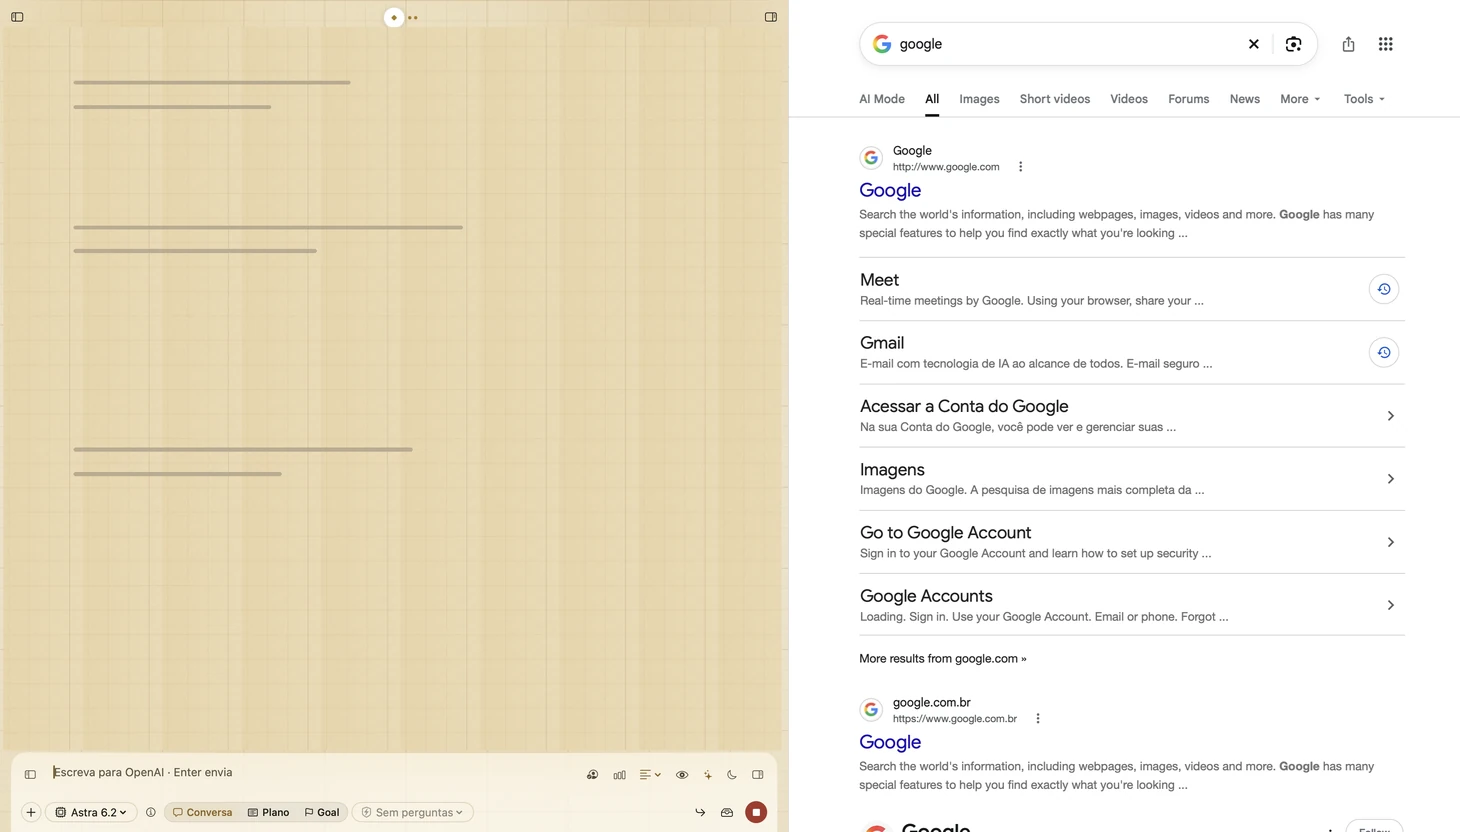 google
AI Mode
All
Images
Short videos
Videos
Forums
News
More
Tools
Google
http://www.google.com
Google
Search the world's information, including webpages, images, videos and more. Google has many
special features to help you find exactly what you're looking ...
Meet
Real-time meetings by Google. Using your browser, share your ...
Gmail
E-mail com tecnologia de IA ao alcance de todos. E-mail seguro ...
Acessar a Conta do Google
Na sua Conta do Google, você pode ver e gerenciar suas ...
Imagens
Imagens do Google. A pesquisa de imagens mais completa da ...
Go to Google Account
Sign in to your Google Account and learn how to set up security ...
Google Accounts
Loading. Sign in. Use your Google Account. Email or phone. Forgot ...
More results from google.com »
google.com.br
https://www.google.com.br
Google
Search the world's information, including webpages, images, videos and more. Google has many
special features to help you find exactly what you're looking ...
Google
Follow
Escreva para OpenAI · Enter envia
Astra 6.2
Conversa
Plano
Goal
Sem perguntas